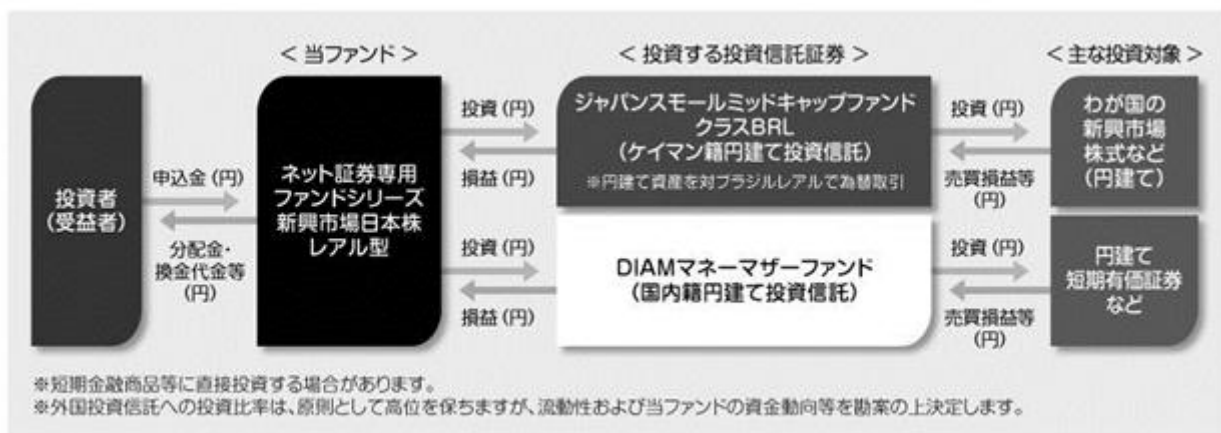 ＜当ファンド＞
＜投資する投資信託証券＞
＜主な投資対象＞
投資者
（受益者）
申込金（円）
分配金・
換金代金等
（円）
ネット証券専用
ファンドシリーズ
新興市場日本株
レアル型
投資（円）
損益（円）
ジャパンスモールミッドキャップファンド
クラスBRL
（ケイマン籍円建て投資信託）
※円建て資産を対ブラジルレアルで為替取引
投資（円）
売買損益等
（円）
わが国の
新興市場
株式など
（円建て）
投資（円）
損益（円）
DIAMマネーマザーファンド
（国内籍円建て投資信託）
投資（円）
売買損益等
（円）
円建て
短期有価証券
など
※短期金融商品等に直接投資する場合があります。
※外国投資信託への投資比率は、原則として高位を保ちますが、流動性および当ファンドの資金動向等を勘案の上決定します。